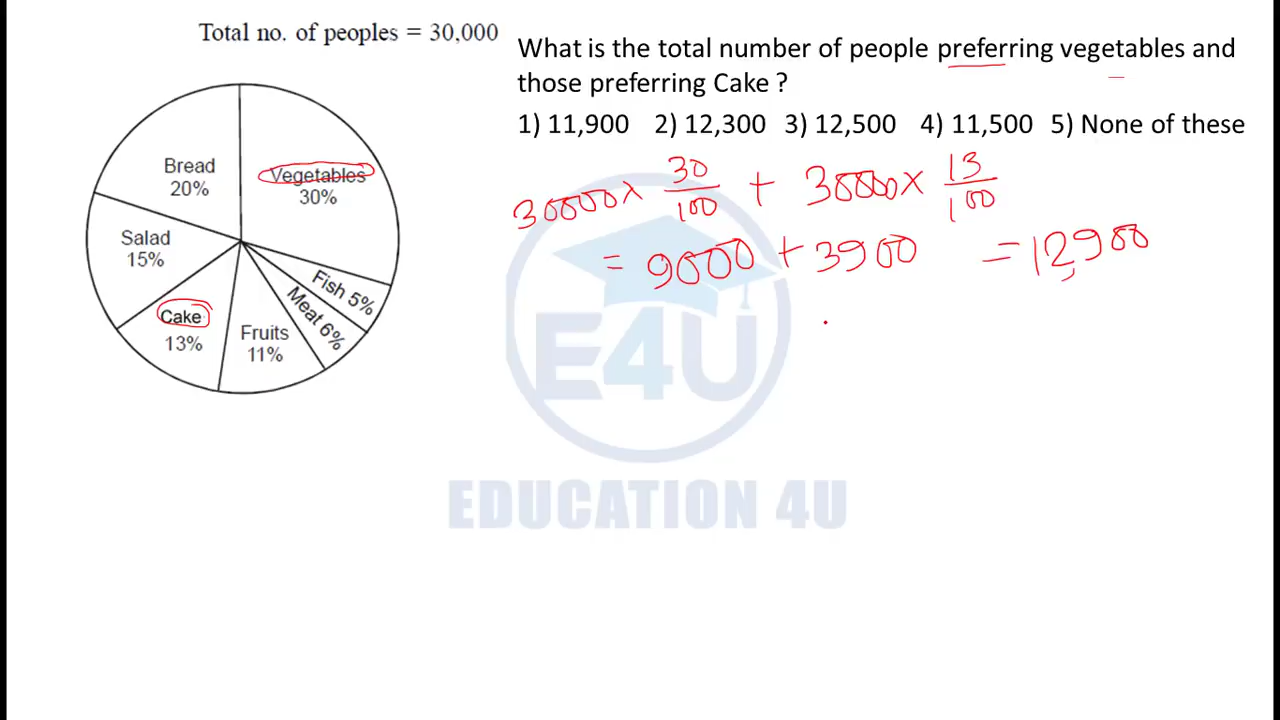 Total no. of peoples = 30,000
What is the total number of people preferring vegetables and
those preferring Cake ?
1) 11,900 2) 12,300 3) 12,500 4) 11,500 5) None of these
Bread
20%
Vegetables
30%
Salad
15%
Cake
13%
Fruits
11%
Meat 6%
Fish 5%
30000 × 30/100 + 30000 × 13/100
= 9000 + 3900 = 12900
E4U
EDUCATION 4U